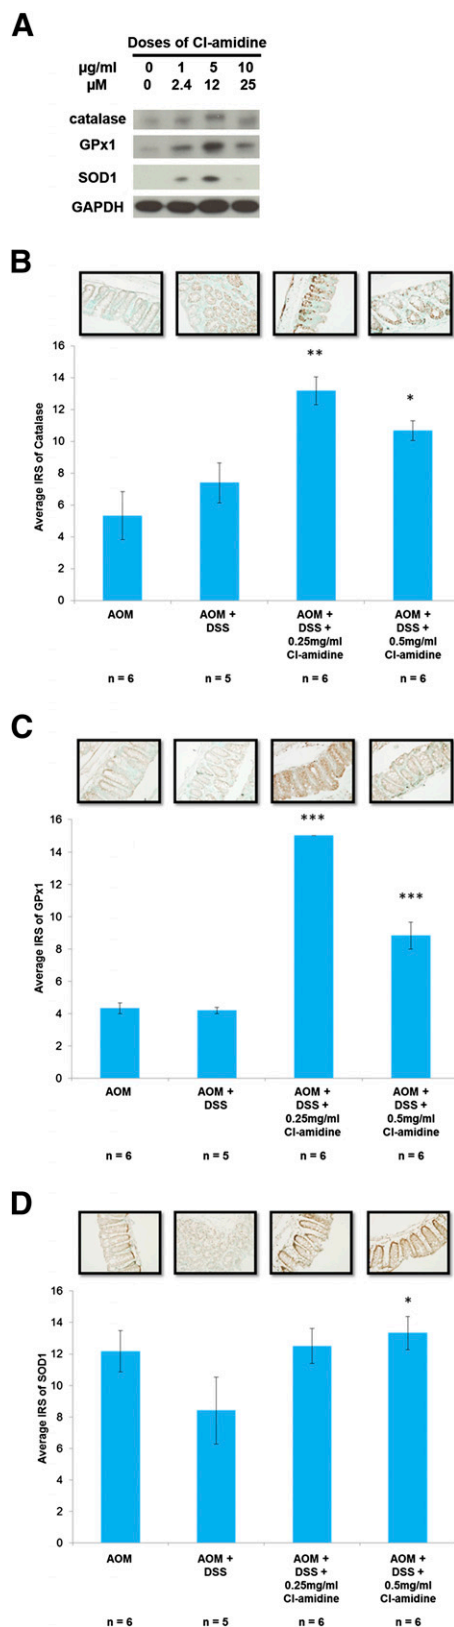 A
Doses of Cl-amidine
µg/ml 0 1 5 10
µM 0 2.4 12 25
catalase
GPx1
SOD1
GAPDH
B
**
*
Average IRS of Catalase
16
14
12
10
8
6
4
2
0
AOM
AOM +
DSS
AOM +
DSS +
0.25mg/ml
Cl-amidine
AOM +
DSS +
0.5mg/ml
Cl-amidine
n = 6 n = 5 n = 6 n = 6
C
***
***
Average IRS of GPx1
16
14
12
10
8
6
4
2
0
AOM
AOM +
DSS
AOM +
DSS +
0.25mg/ml
Cl-amidine
AOM +
DSS +
0.5mg/ml
Cl-amidine
n = 6 n = 5 n = 6 n = 6
D
*
Average IRS of SOD1
16
14
12
10
8
6
4
2
0
AOM
AOM +
DSS
AOM +
DSS +
0.25mg/ml
Cl-amidine
AOM +
DSS +
0.5mg/ml
Cl-amidine
n = 6 n = 5 n = 6 n = 6